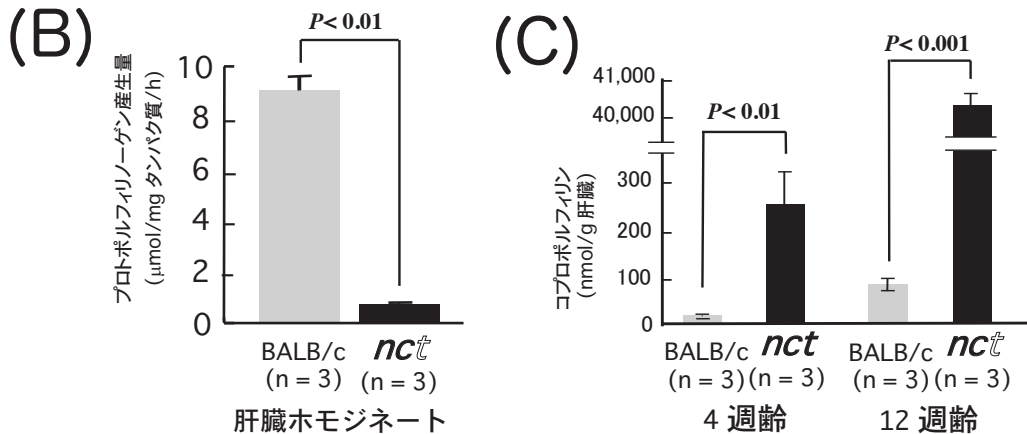 (B)
P< 0.01
プロトポルフィリノーゲン産生量
(μmol/mg タンパク質/h)
10
8
6
4
2
0
BALB/c
(n = 3)
nct
(n = 3)
肝臓ホモジネート
(C)
P< 0.001
P< 0.01
コプロポルフィリン
(nmol/g 肝臓)
41,000
40,000
300
200
100
0
BALB/c
(n = 3)
nct
(n = 3)
BALB/c
(n = 3)
nct
(n = 3)
4 週齢
12 週齢